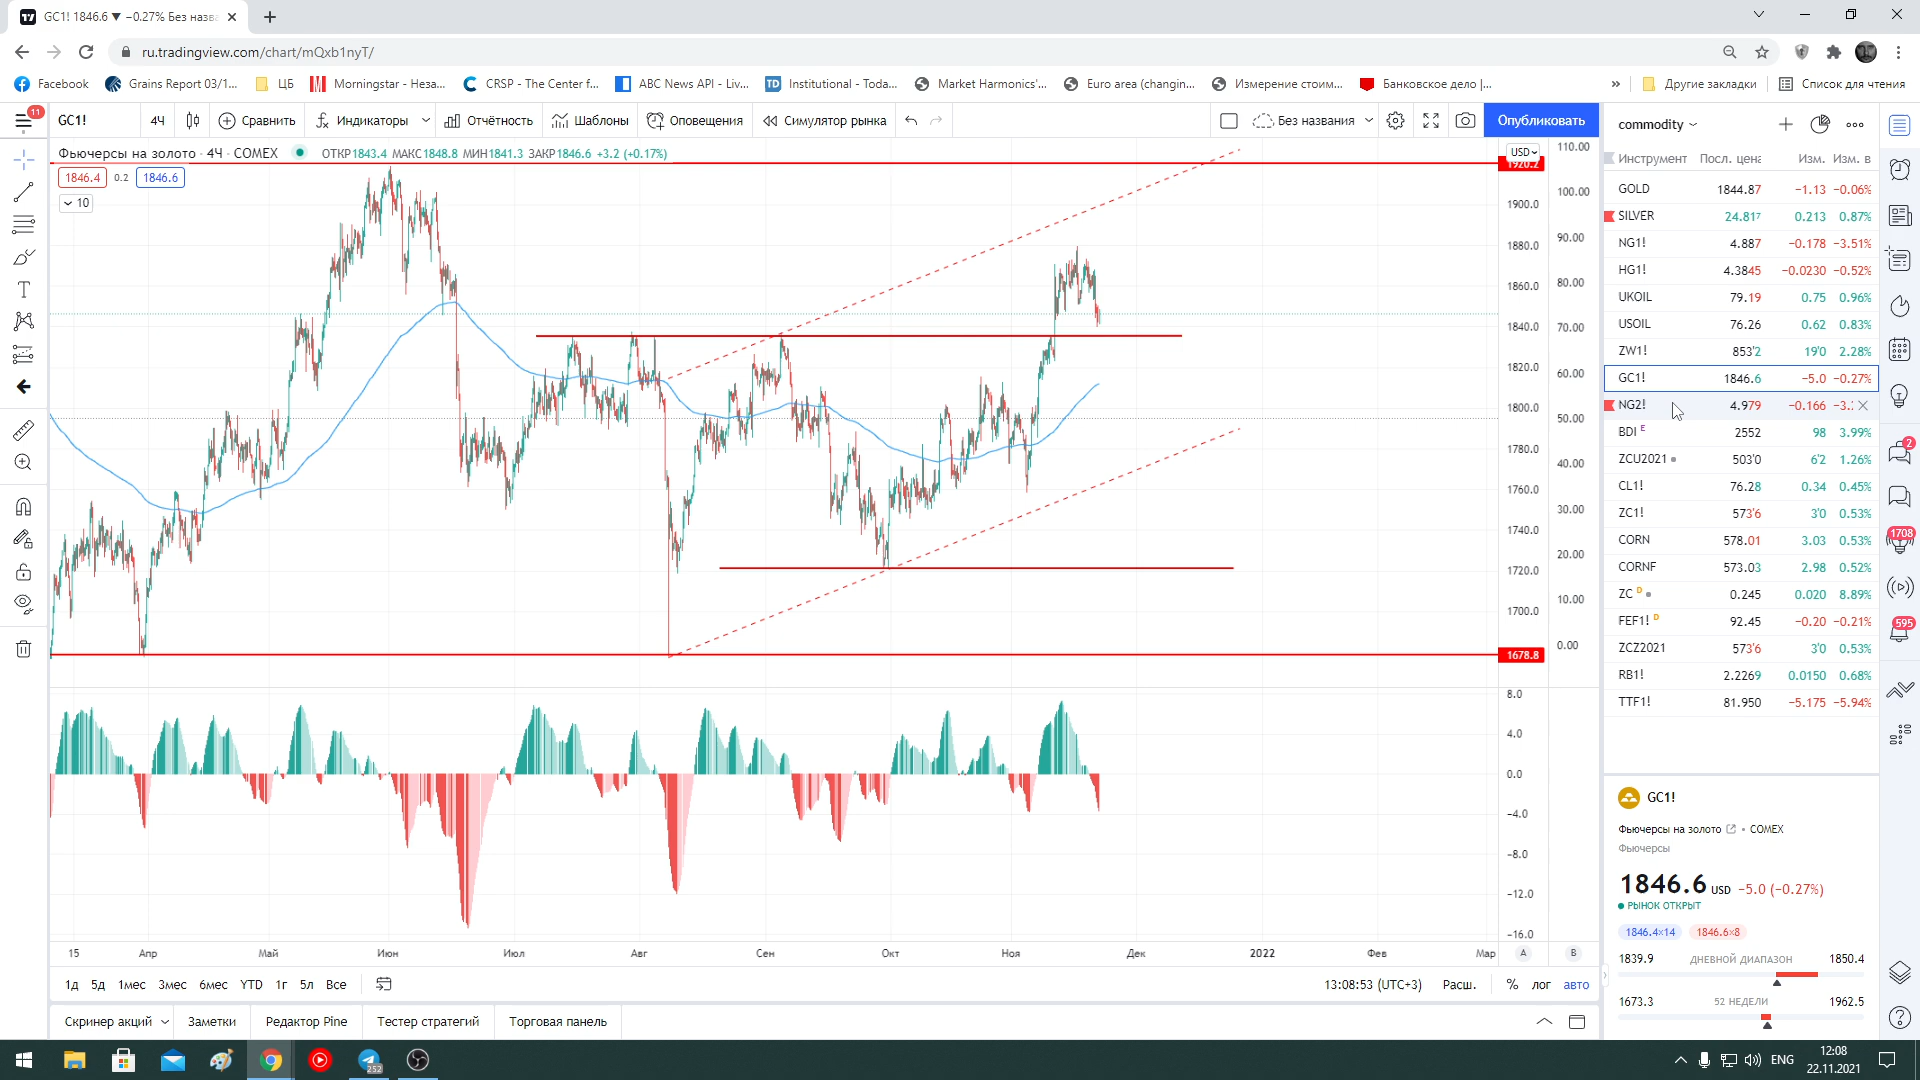 GC1! 1846.6 ▼ −0.27% Без назва
ru.tradingview.com/chart/mQxb1nyT/
Facebook
Grains Report 03/1...
ЦБ
Morningstar - Неза...
CRSP - The Center f...
ABC News API - Liv...
Institutional - Toda...
Market Harmonics'...
Euro area (changin...
Измерение стоим...
Банковское дело |...
»
Другие закладки
Список для чтения
11
GC1!
4Ч
Сравнить
Индикаторы
Отчётность
Шаблоны
Оповещения
Симулятор рынка
Без названия
Опубликовать
Фьючерсы на золото · 4Ч · COMEX
ОТКР1843.4 МАКС1848.8 МИН1841.3 ЗАКР1846.6 +3.2 (+0.17%)
1846.4 0.2 1846.6
10
USD
1920.2
1900.0
1880.0
1860.0
1840.0
1820.0
1800.0
1780.0
1760.0
1740.0
1720.0
1700.0
1678.8
110.00
100.00
90.00
80.00
70.00
60.00
50.00
40.00
30.00
20.00
10.00
0.00
8.0
4.0
0.0
−4.0
−8.0
−12.0
−16.0
15 Апр Май Июн Июл Авг Сен Окт Ноя Дек 2022 Фев Мар
A B
1д 5д 1мес 3мес 6мес YTD 1г 5л Все
13:08:53 (UTC+3) Расш. % лог авто
Скринер акций Заметки Редактор Pine Тестер стратегий Торговая панель
commodity
Инструмент Посл. цена Изм. Изм. в
GOLD 1844.87 −1.13 −0.06%
SILVER 24.817 0.213 0.87%
NG1! 4.887 −0.178 −3.51%
HG1! 4.3845 −0.0230 −0.52%
UKOIL 79.19 0.75 0.96%
USOIL 76.26 0.62 0.83%
ZW1! 853'2 19'0 2.28%
GC1! 1846.6 −5.0 −0.27%
NG2! 4.979 −0.166 −3.
BDI E 2552 98 3.99%
ZCU2021 503'0 6'2 1.26%
CL1! 76.28 0.34 0.45%
ZC1! 573'6 3'0 0.53%
CORN 578.01 3.03 0.53%
CORNF 573.03 2.98 0.52%
ZC D 0.245 0.020 8.89%
FEF1! D 92.45 −0.20 −0.21%
ZCZ2021 573'6 3'0 0.53%
RB1! 2.2269 0.0150 0.68%
TTF1! 81.950 −5.175 −5.94%
GC1!
Фьючерсы на золото • COMEX
Фьючерсы
1846.6 USD −5.0 (−0.27%)
РЫНОК ОТКРЫТ
1846.4×14 1846.6×8
1839.9 ДНЕВНОЙ ДИАПАЗОН 1850.4
1673.3 52 НЕДЕЛИ 1962.5
2
1708
595
252
ENG
12:08
22.11.2021